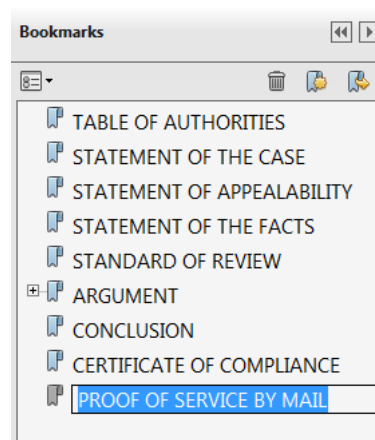 Bookmarks
TABLE OF AUTHORITIES
STATEMENT OF THE CASE
STATEMENT OF APPEALABILITY
STATEMENT OF THE FACTS
STANDARD OF REVIEW
ARGUMENT
CONCLUSION
CERTIFICATE OF COMPLIANCE
PROOF OF SERVICE BY MAIL